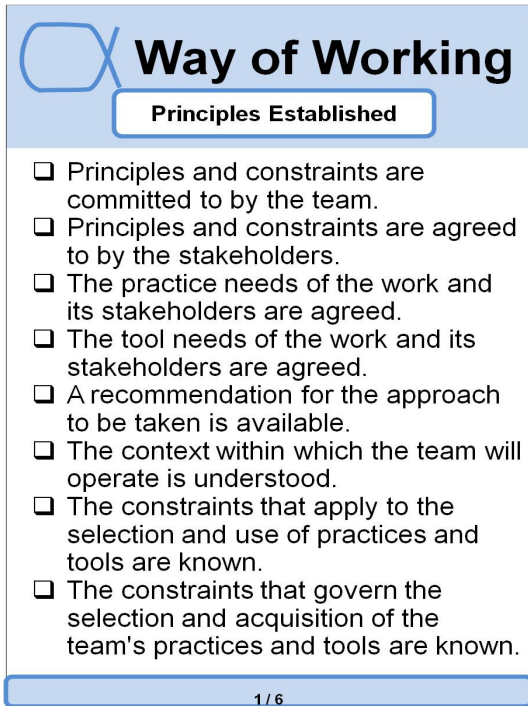 Way of Working
Principles Established
❑ Principles and constraints are
committed to by the team.
❑ Principles and constraints are agreed
to by the stakeholders.
❑ The practice needs of the work and
its stakeholders are agreed.
❑ The tool needs of the work and its
stakeholders are agreed.
❑ A recommendation for the approach
to be taken is available.
❑ The context within which the team will
operate is understood.
❑ The constraints that apply to the
selection and use of practices and
tools are known.
❑ The constraints that govern the
selection and acquisition of the
team's practices and tools are known.
1 / 6